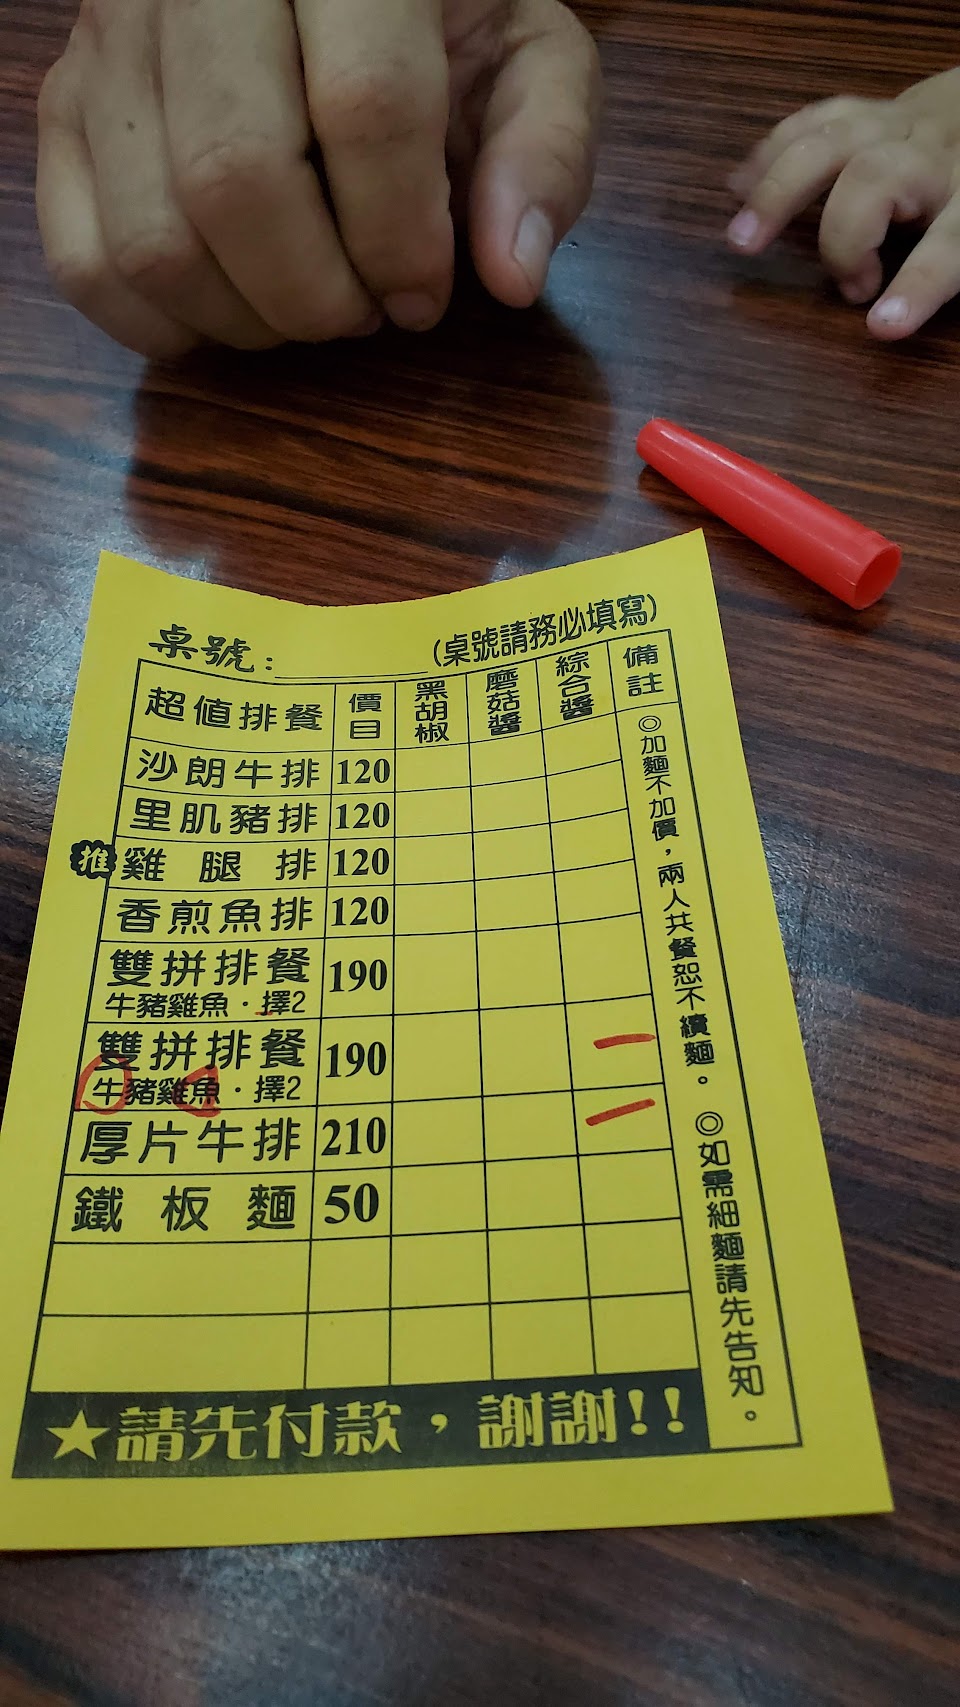 桌號:________(桌號請務必填寫)
超值排餐 價目 黑胡椒 蘑菇醬 綜合醬 備註
沙朗牛排 120
里肌豬排 120
推 雞腿排 120
香煎魚排 120
雙拼排餐 190
牛豬雞魚·擇2
雙拼排餐 190
牛豬雞魚·擇2
厚片牛排 210
鐵板麵 50
◎加麵不加價，兩人共餐恕不續麵。
◎如需細麵請先告知。
★請先付款，謝謝!!